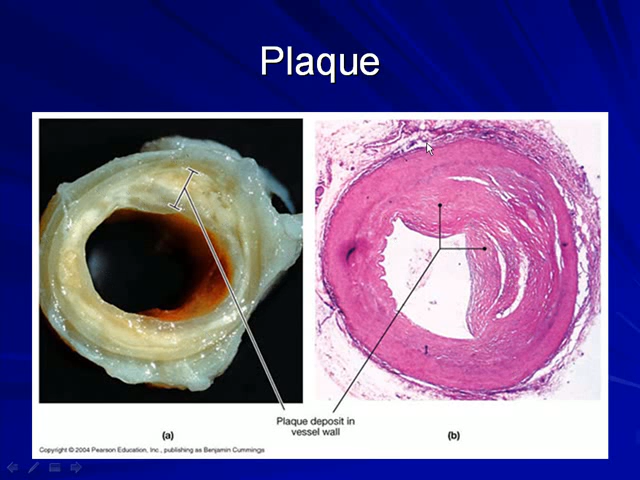 Plaque
Plaque deposit in
vessel wall
(a)
(b)
Copyright © 2004 Pearson Education, Inc., publishing as Benjamin Cummings